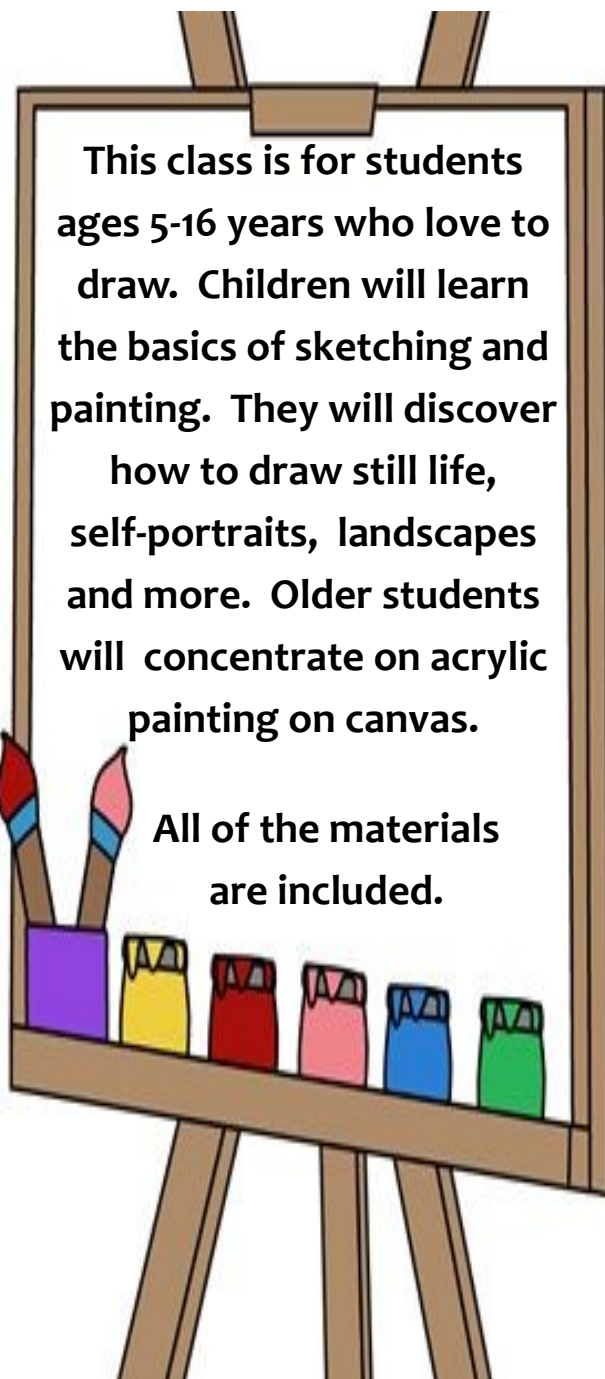 This class is for students
ages 5-16 years who love to
draw.  Children will learn
the basics of sketching and
painting.  They will discover
how to draw still life,
self-portraits,  landscapes
and more.  Older students
will  concentrate on acrylic
painting on canvas.
All of the materials
are included.